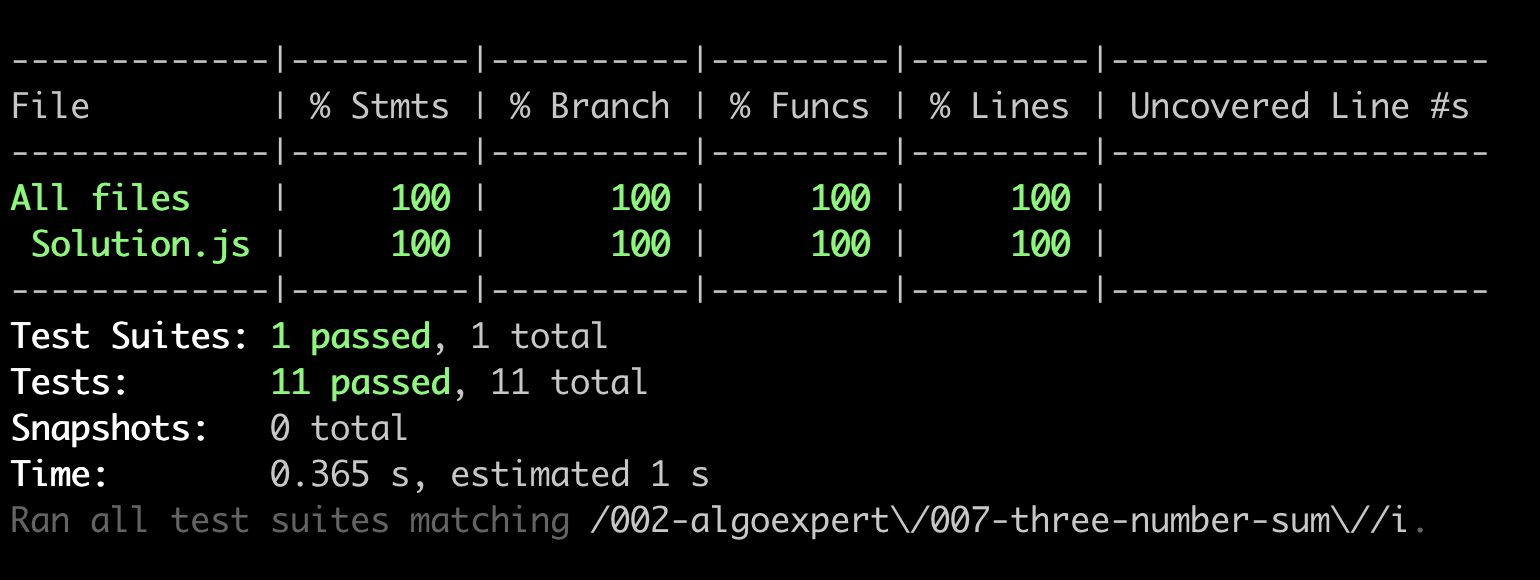 -------------|---------|----------|---------|---------|-------------------
File         | % Stmts | % Branch | % Funcs | % Lines | Uncovered Line #s
-------------|---------|----------|---------|---------|-------------------
All files    |     100 |      100 |     100 |     100 |
 Solution.js |     100 |      100 |     100 |     100 |
-------------|---------|----------|---------|---------|-------------------
Test Suites: 1 passed, 1 total
Tests:       11 passed, 11 total
Snapshots:   0 total
Time:        0.365 s, estimated 1 s
Ran all test suites matching /002-algoexpert\/007-three-number-sum\//i.